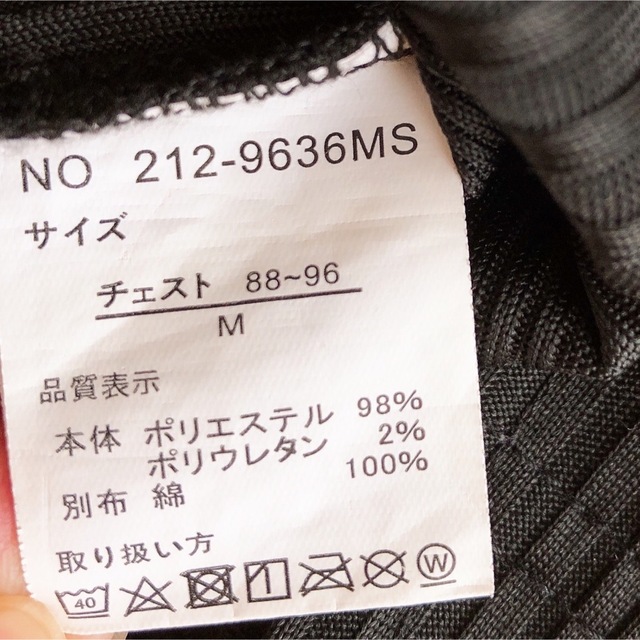 NO 212-9636MS
サイズ
チェスト 88~96
M
品質表示
本体 ポリエステル 98%
ポリウレタン 2%
別布 綿 100%
取り扱い方
40 W